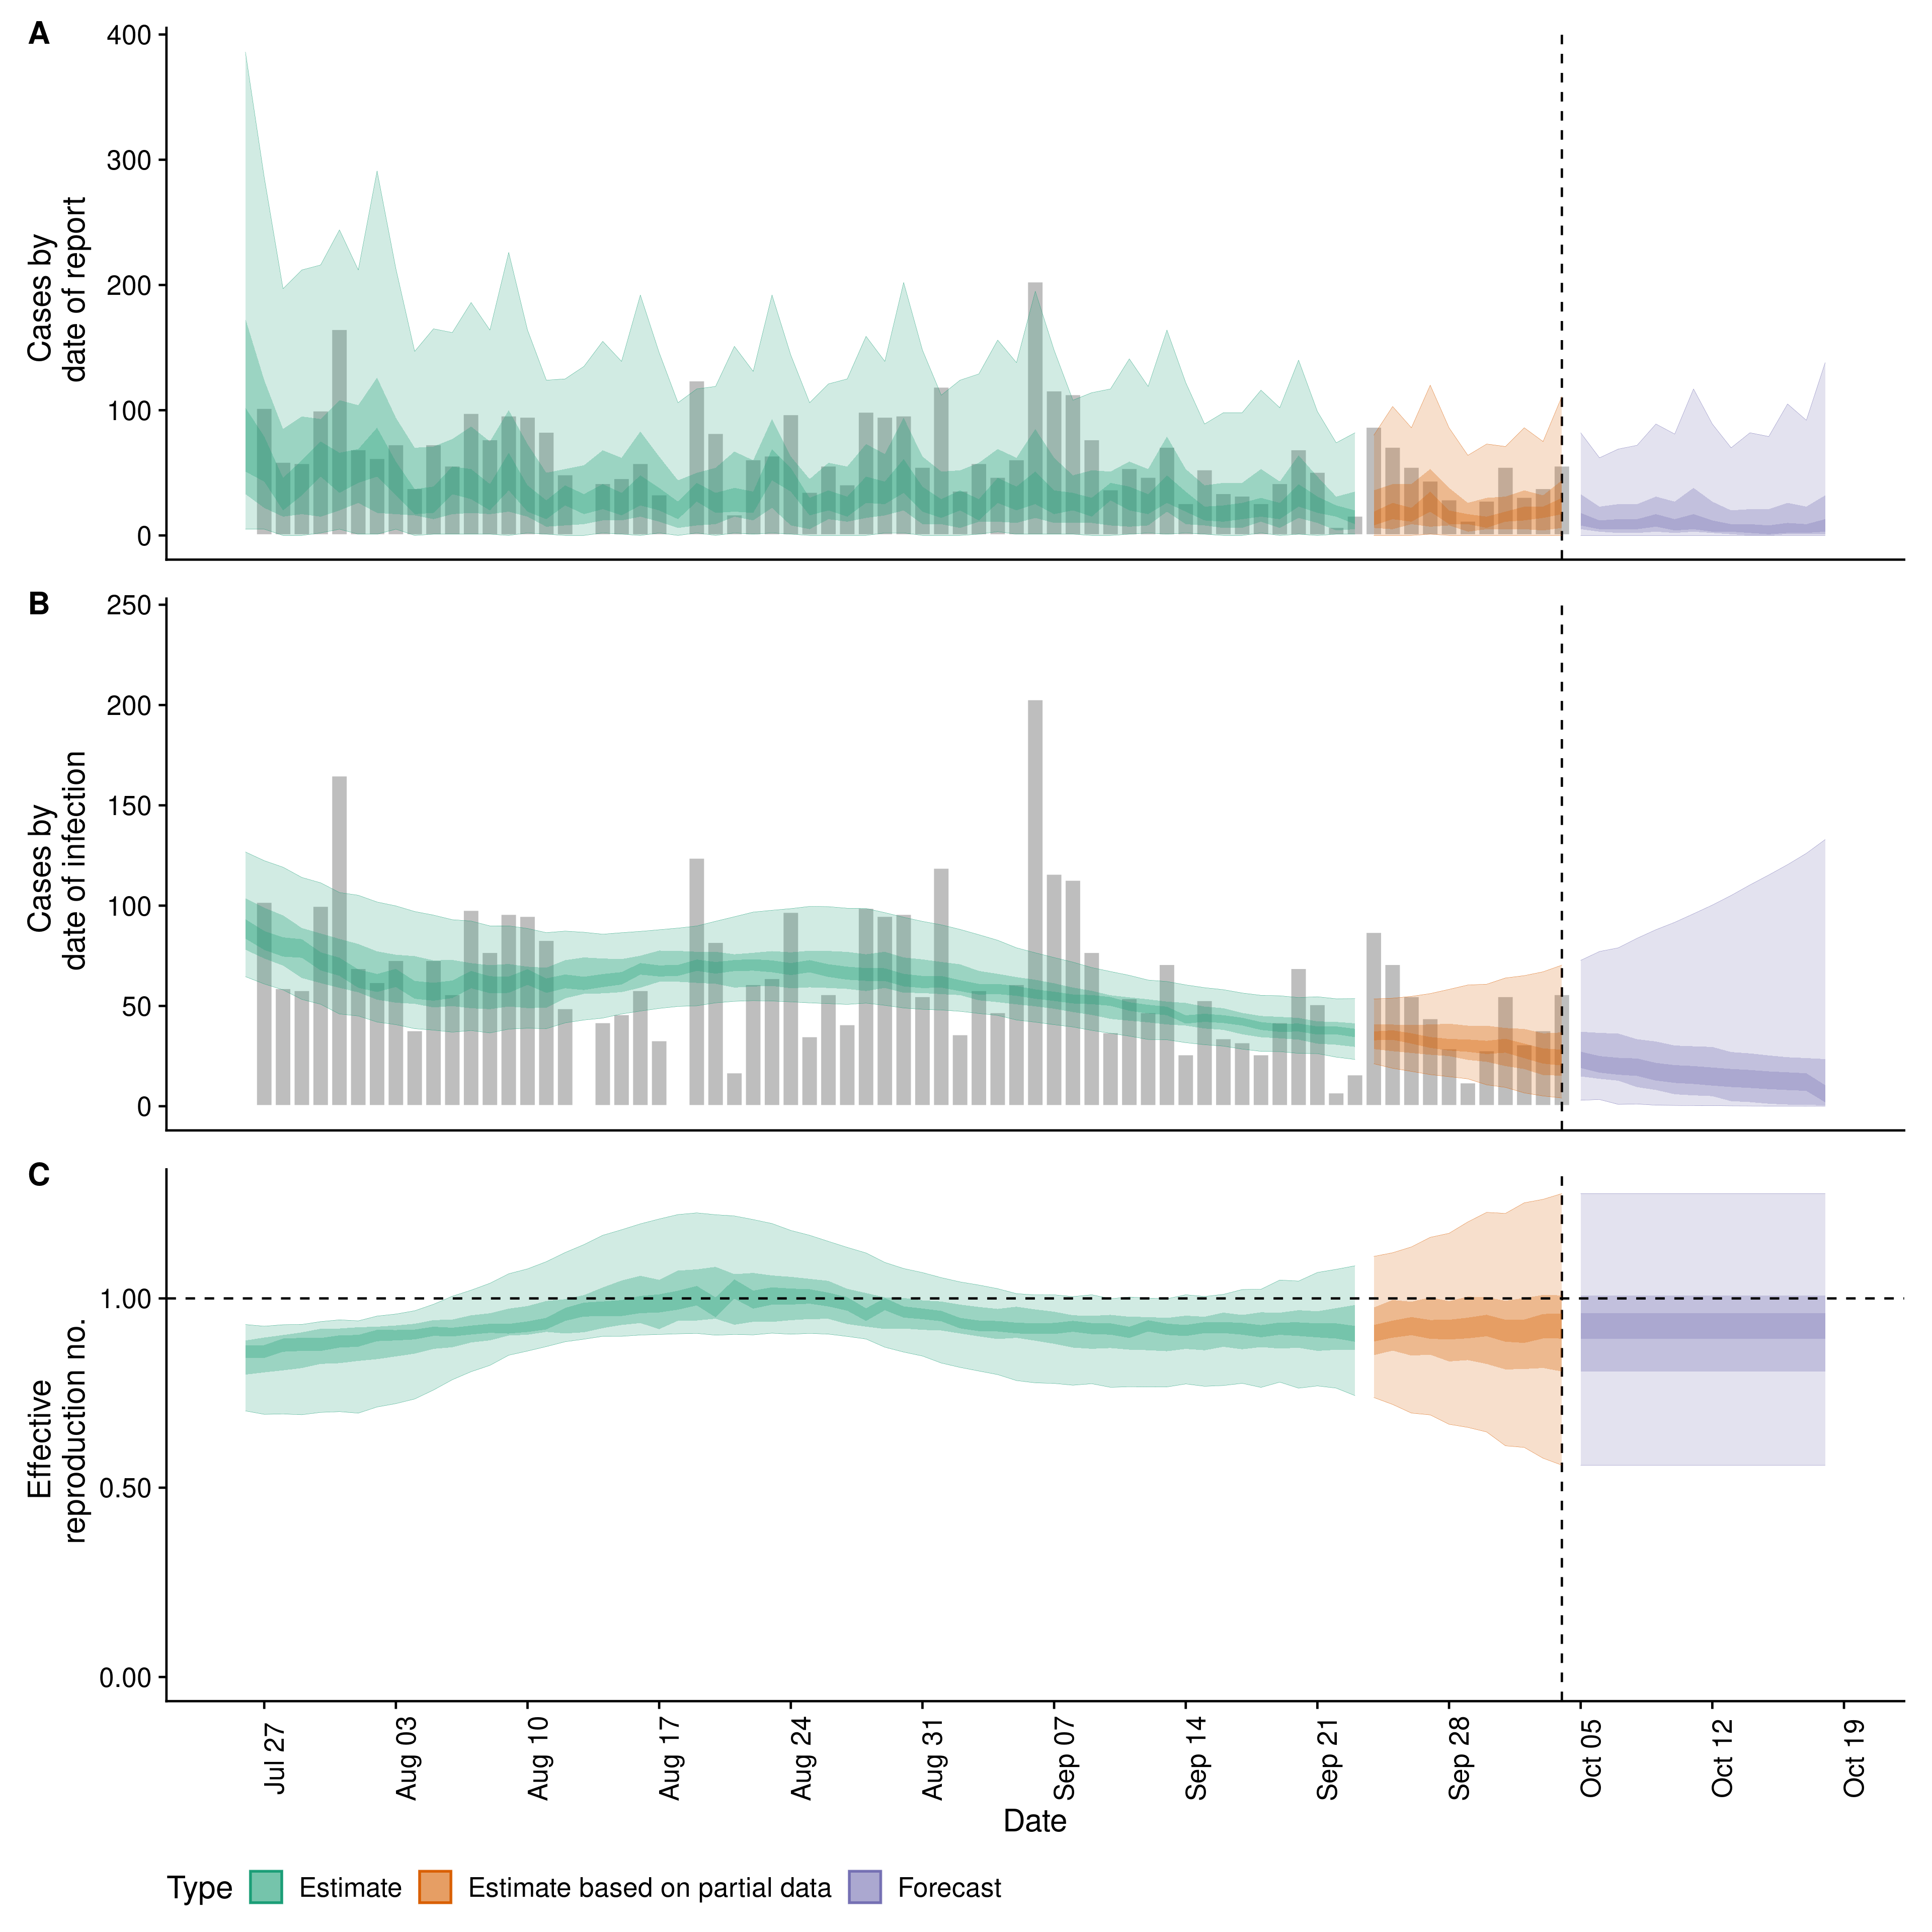 A
400
300
200
100
0
Cases by
date of report
B
250
200
150
100
50
0
Cases by
date of infection
C
1.00
0.50
0.00
Effective
reproduction no.
Jul 27
Aug 03
Aug 10
Aug 17
Aug 24
Aug 31
Sep 07
Sep 14
Sep 21
Sep 28
Oct 05
Oct 12
Oct 19
Date
Type Estimate Estimate based on partial data Forecast